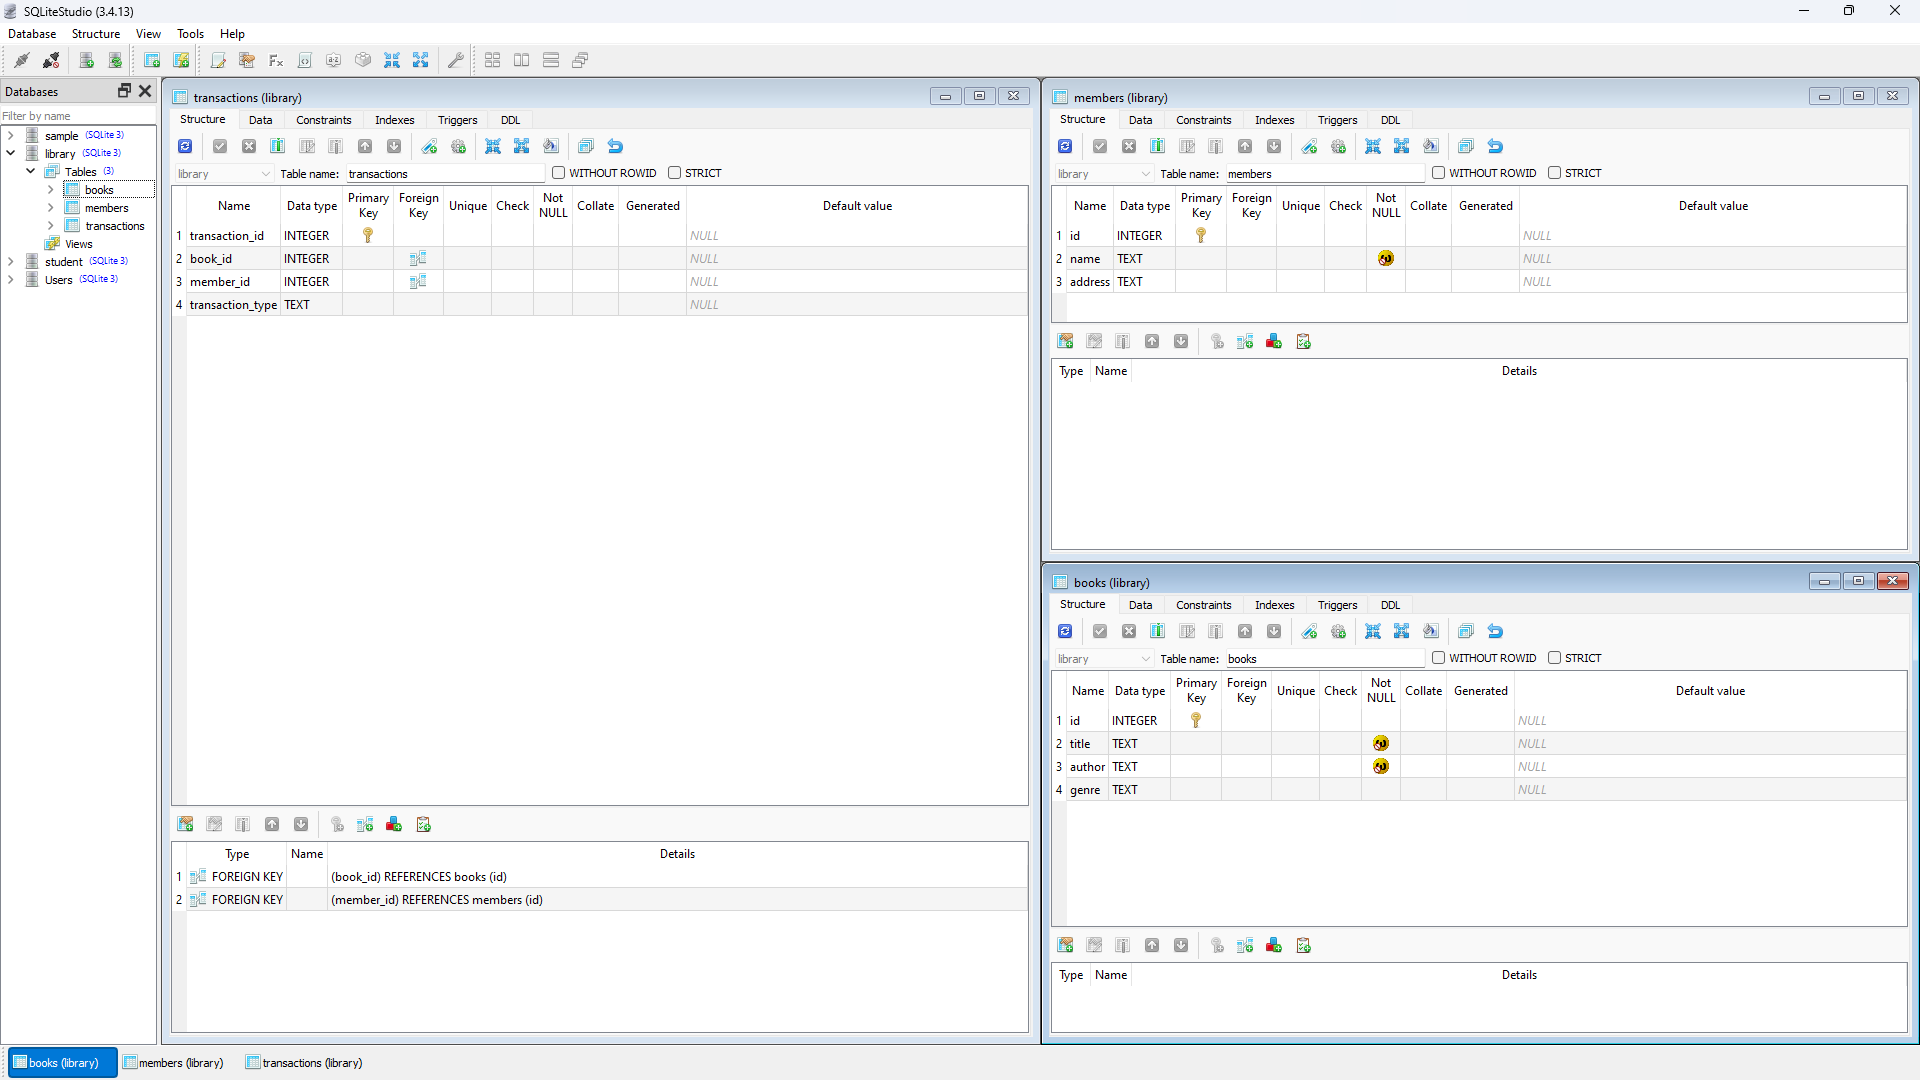 SQLiteStudio (3.4.13)
Database Structure View Tools Help
Databases
Filter by name
sample (SQLite 3)
library (SQLite 3)
Tables (3)
books
members
transactions
Views
student (SQLite 3)
Users (SQLite 3)
transactions (library)
Structure Data Constraints Indexes Triggers DDL
library Table name: transactions WITHOUT ROWID STRICT
Name Data type Primary Key Foreign Key Unique Check Not NULL Collate Generated Default value
1 transaction_id INTEGER NULL
2 book_id INTEGER NULL
3 member_id INTEGER NULL
4 transaction_type TEXT NULL
Type Name Details
1 FOREIGN KEY (book_id) REFERENCES books (id)
2 FOREIGN KEY (member_id) REFERENCES members (id)
members (library)
Structure Data Constraints Indexes Triggers DDL
library Table name: members WITHOUT ROWID STRICT
Name Data type Primary Key Foreign Key Unique Check Not NULL Collate Generated Default value
1 id INTEGER NULL
2 name TEXT NULL
3 address TEXT NULL
Type Name Details
books (library)
Structure Data Constraints Indexes Triggers DDL
library Table name: books WITHOUT ROWID STRICT
Name Data type Primary Key Foreign Key Unique Check Not NULL Collate Generated Default value
1 id INTEGER NULL
2 title TEXT NULL
3 author TEXT NULL
4 genre TEXT NULL
Type Name Details
books (library) members (library) transactions (library)